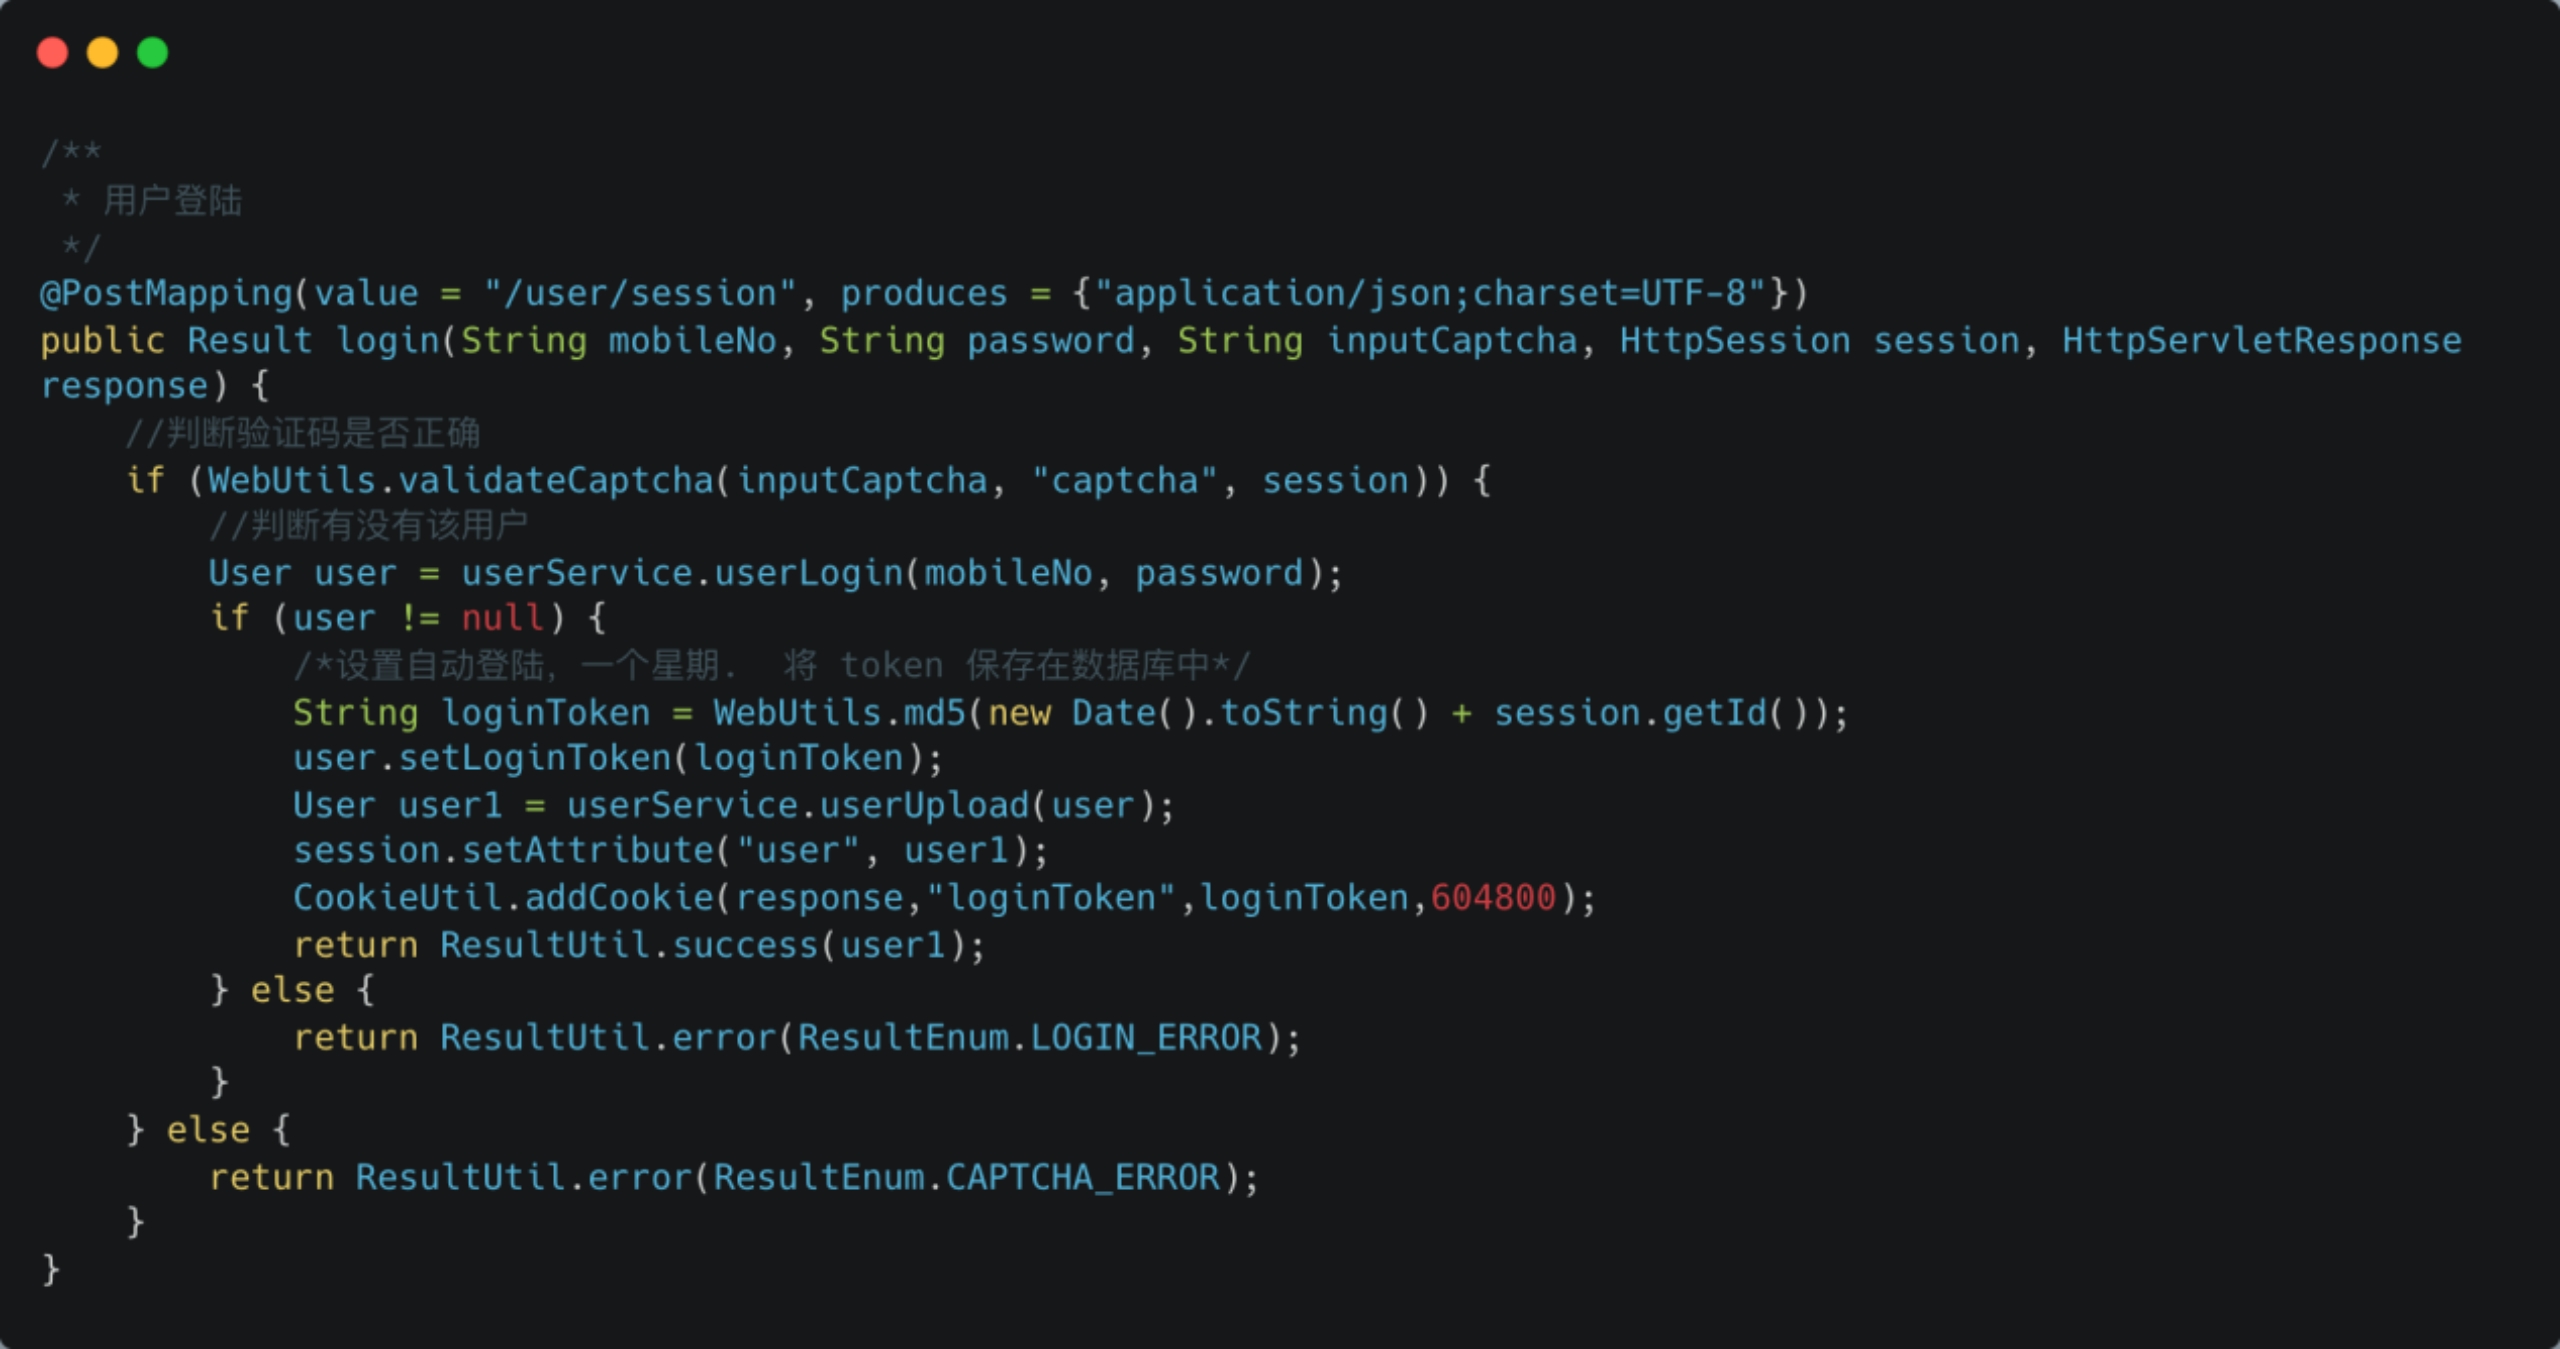 /**
 * 用户登陆
 */
@PostMapping(value = "/user/session", produces = {"application/json;charset=UTF-8"})
public Result login(String mobileNo, String password, String inputCaptcha, HttpSession session, HttpServletResponse
response) {
    //判断验证码是否正确
    if (WebUtils.validateCaptcha(inputCaptcha, "captcha", session)) {
        //判断有没有该用户
        User user = userService.userLogin(mobileNo, password);
        if (user != null) {
            /*设置自动登陆，一个星期.  将 token 保存在数据库中*/
            String loginToken = WebUtils.md5(new Date().toString() + session.getId());
            user.setLoginToken(loginToken);
            User user1 = userService.userUpload(user);
            session.setAttribute("user", user1);
            CookieUtil.addCookie(response,"loginToken",loginToken,604800);
            return ResultUtil.success(user1);
        } else {
            return ResultUtil.error(ResultEnum.LOGIN_ERROR);
        }
    } else {
        return ResultUtil.error(ResultEnum.CAPTCHA_ERROR);
    }
}